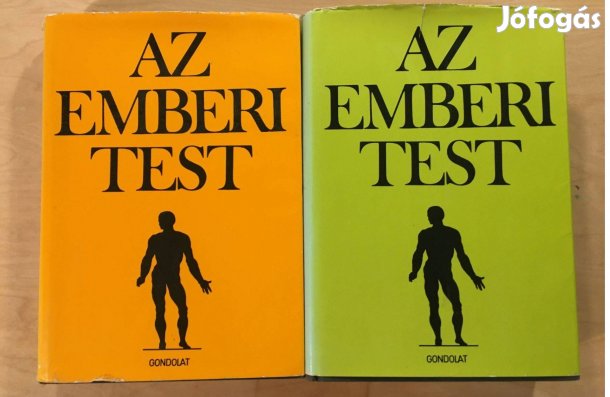 Jófogás
AZ
EMBERI
TEST
GONDOLAT
AZ
EMBERI
TEST
GONDOLAT